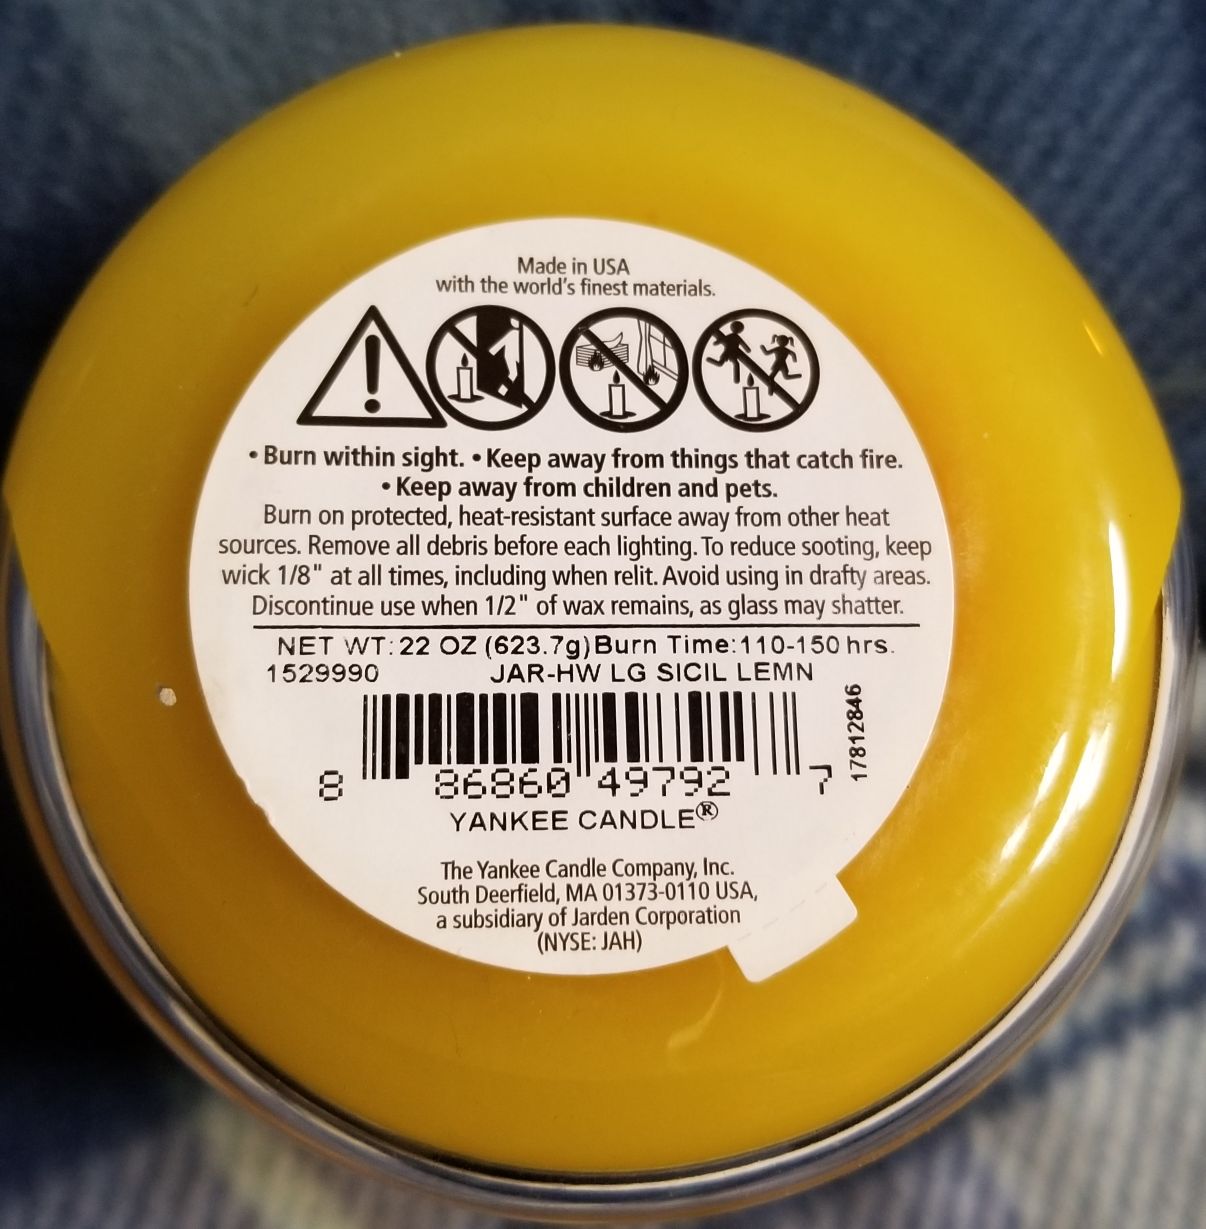 Made in USA
with the world's finest materials.
• Burn within sight. • Keep away from things that catch fire.
• Keep away from children and pets.
Burn on protected, heat-resistant surface away from other heat
sources. Remove all debris before each lighting. To reduce sooting, keep
wick 1/8" at all times, including when relit. Avoid using in drafty areas.
Discontinue use when 1/2" of wax remains, as glass may shatter.
NET WT: 22 OZ (623.7g) Burn Time: 110-150 hrs.
1529990 JAR-HW LG SICIL LEMN
8 86860 49792 7
17812846
YANKEE CANDLE®
The Yankee Candle Company, Inc.
South Deerfield, MA 01373-0110 USA,
a subsidiary of Jarden Corporation
(NYSE: JAH)